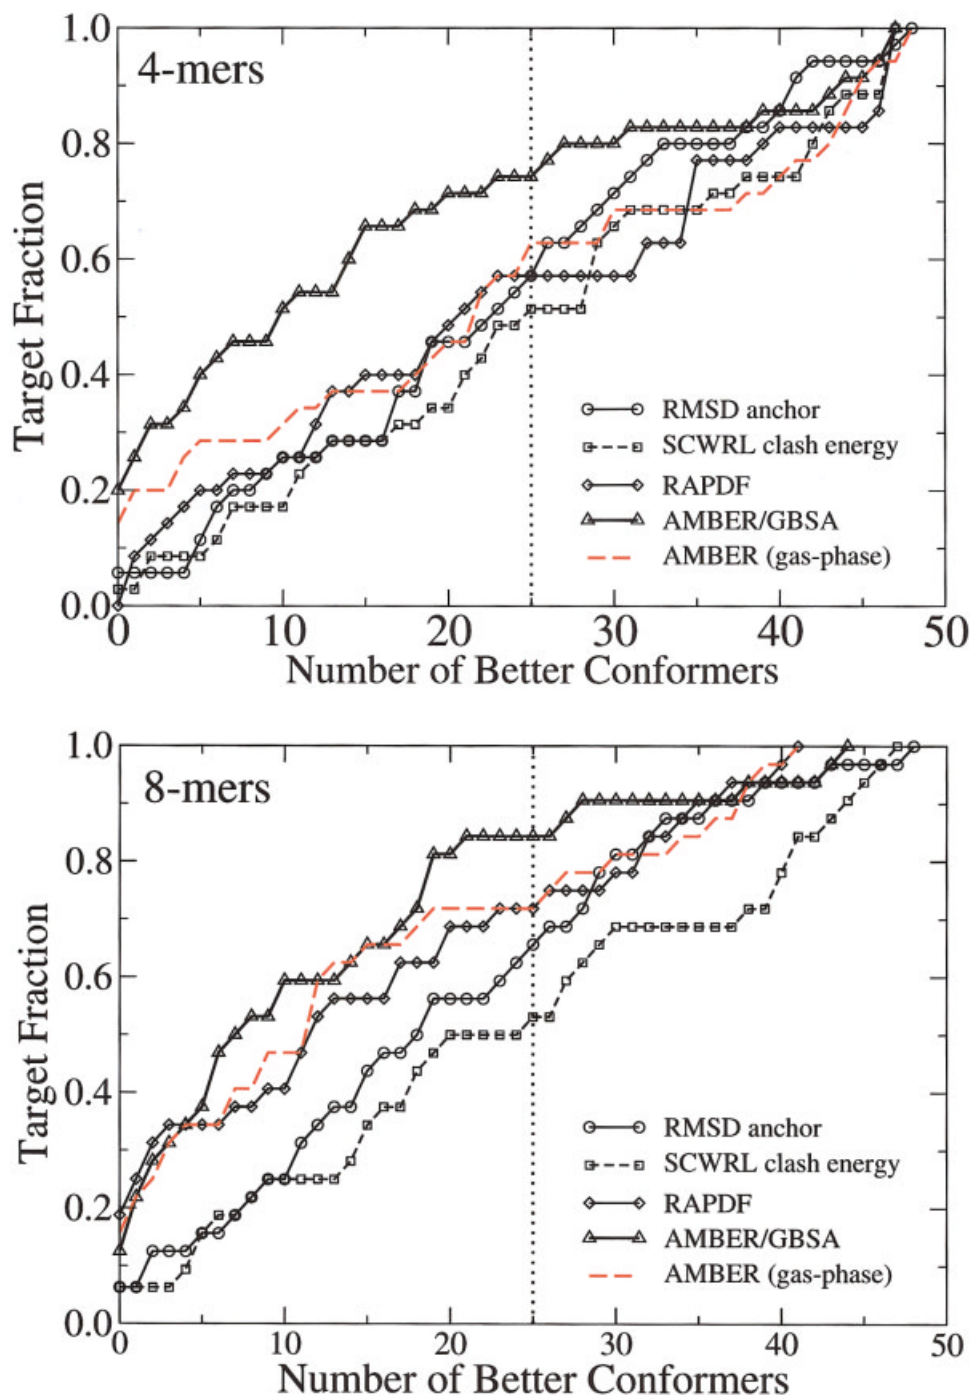 4-mers
Target Fraction
1.0
0.8
0.6
0.4
0.2
0.0
RMSD anchor
SCWRL clash energy
RAPDF
AMBER/GBSA
AMBER (gas-phase)
0 10 20 30 40 50
Number of Better Conformers
8-mers
Target Fraction
1.0
0.8
0.6
0.4
0.2
0.0
RMSD anchor
SCWRL clash energy
RAPDF
AMBER/GBSA
AMBER (gas-phase)
0 10 20 30 40 50
Number of Better Conformers